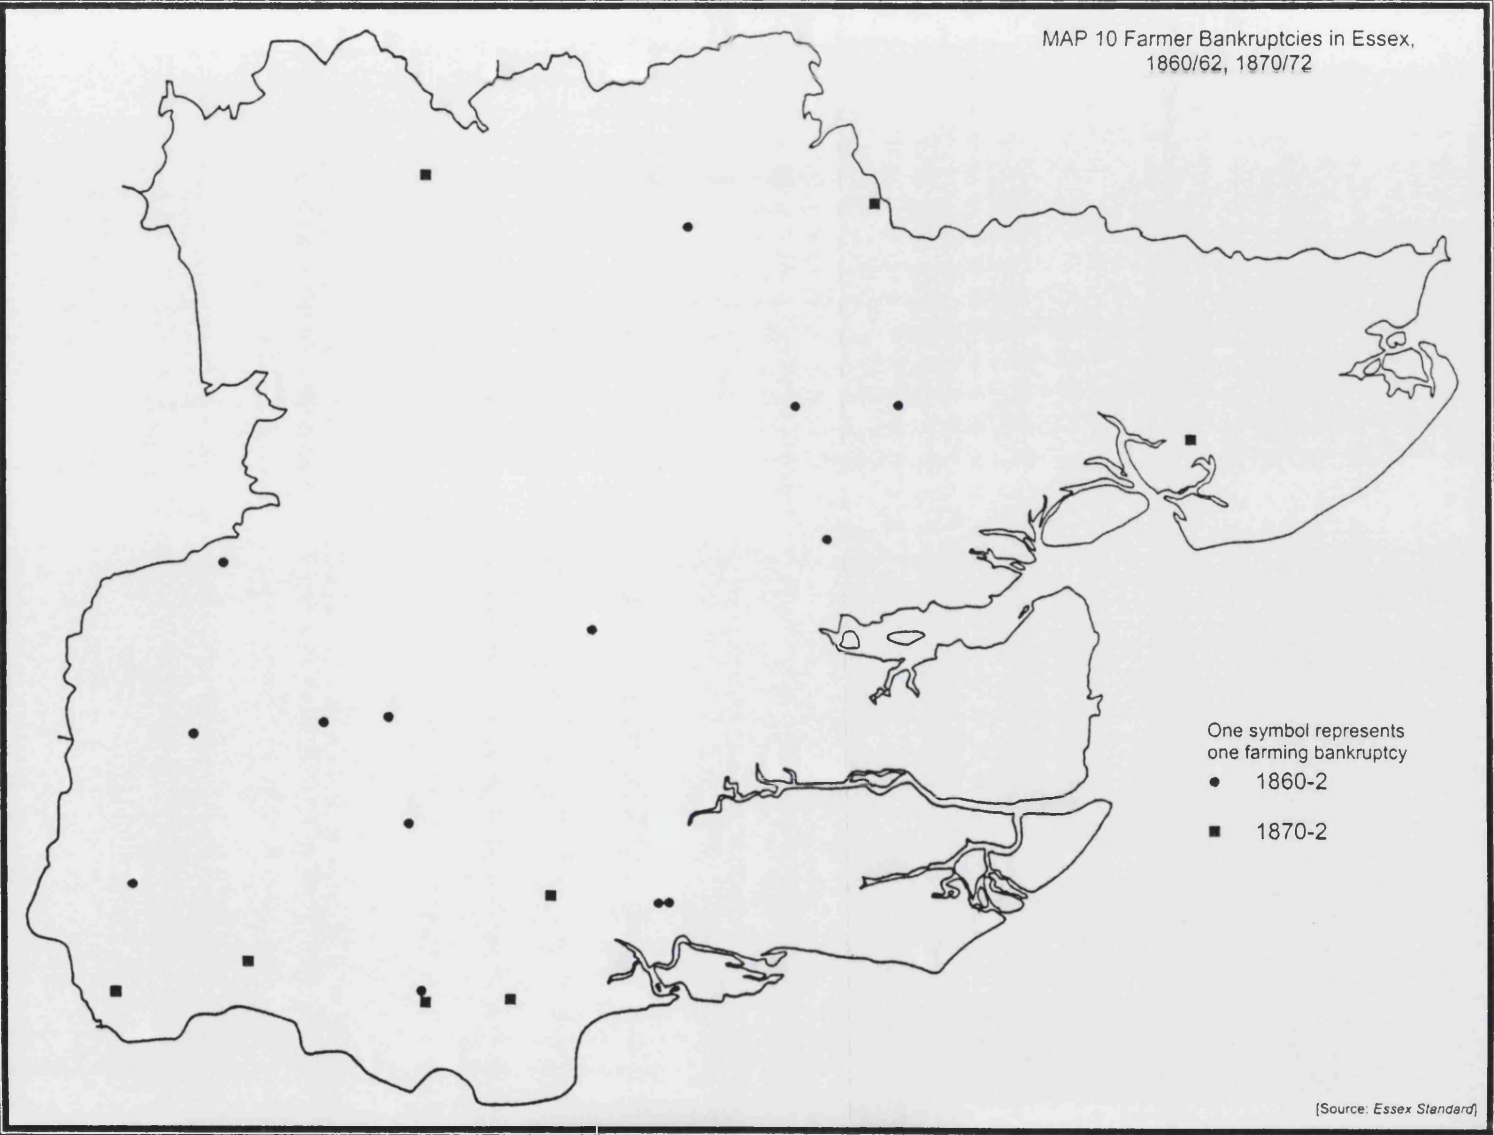 MAP 10 Farmer Bankruptcies in Essex,
1860/62, 1870/72
One symbol represents
one farming bankruptcy
1860-2
1870-2
[Source: Essex Standard]